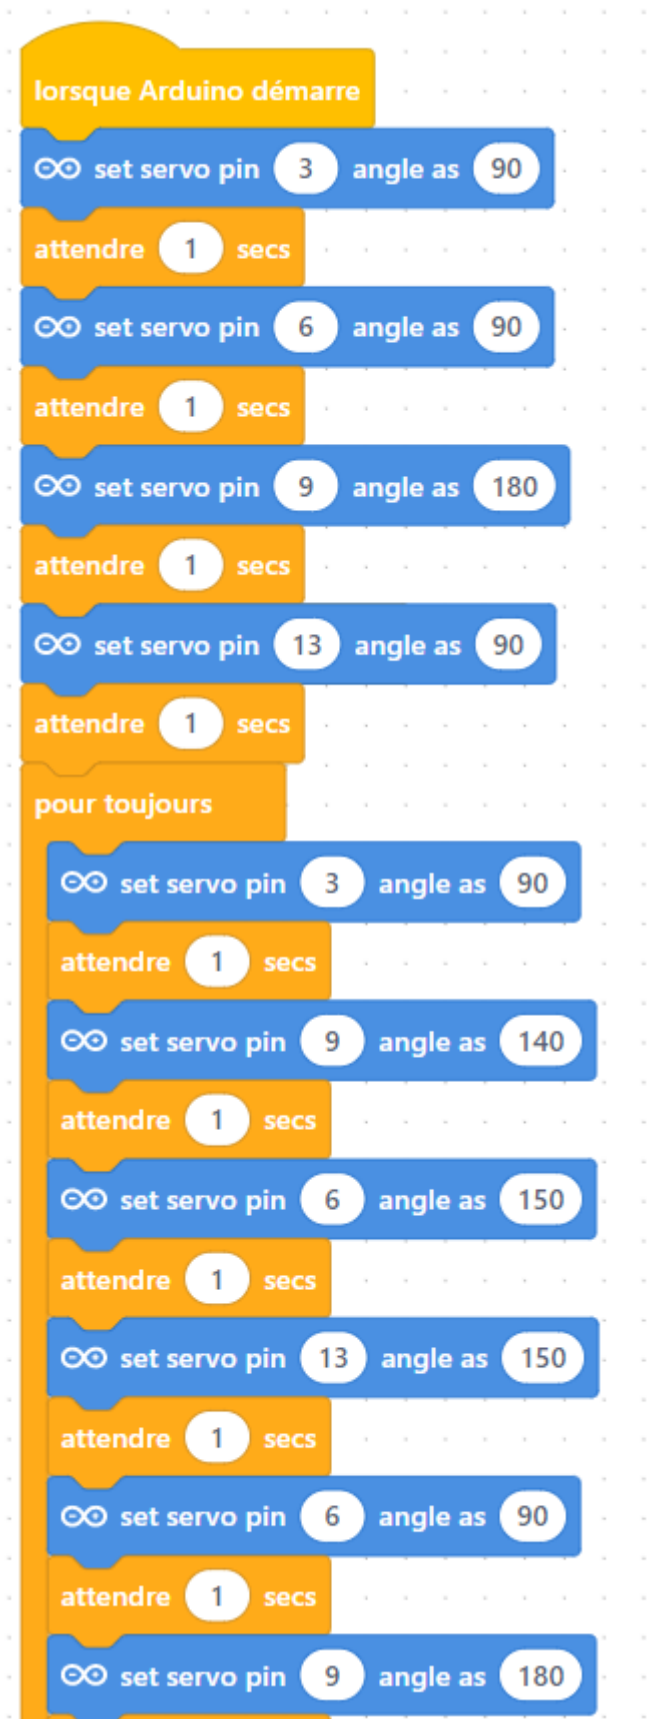 lorsque Arduino démarre
set servo pin 3 angle as 90
attendre 1 secs
set servo pin 6 angle as 90
attendre 1 secs
set servo pin 9 angle as 180
attendre 1 secs
set servo pin 13 angle as 90
attendre 1 secs
pour toujours
set servo pin 3 angle as 90
attendre 1 secs
set servo pin 9 angle as 140
attendre 1 secs
set servo pin 6 angle as 150
attendre 1 secs
set servo pin 13 angle as 150
attendre 1 secs
set servo pin 6 angle as 90
attendre 1 secs
set servo pin 9 angle as 180